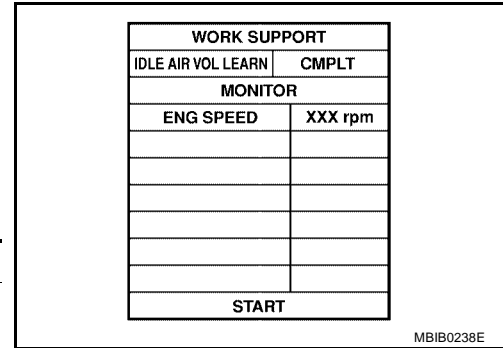 WORK SUPPORT
IDLE AIR VOL LEARN CMPLT
MONITOR
ENG SPEED XXX rpm
START
MBIB0238E